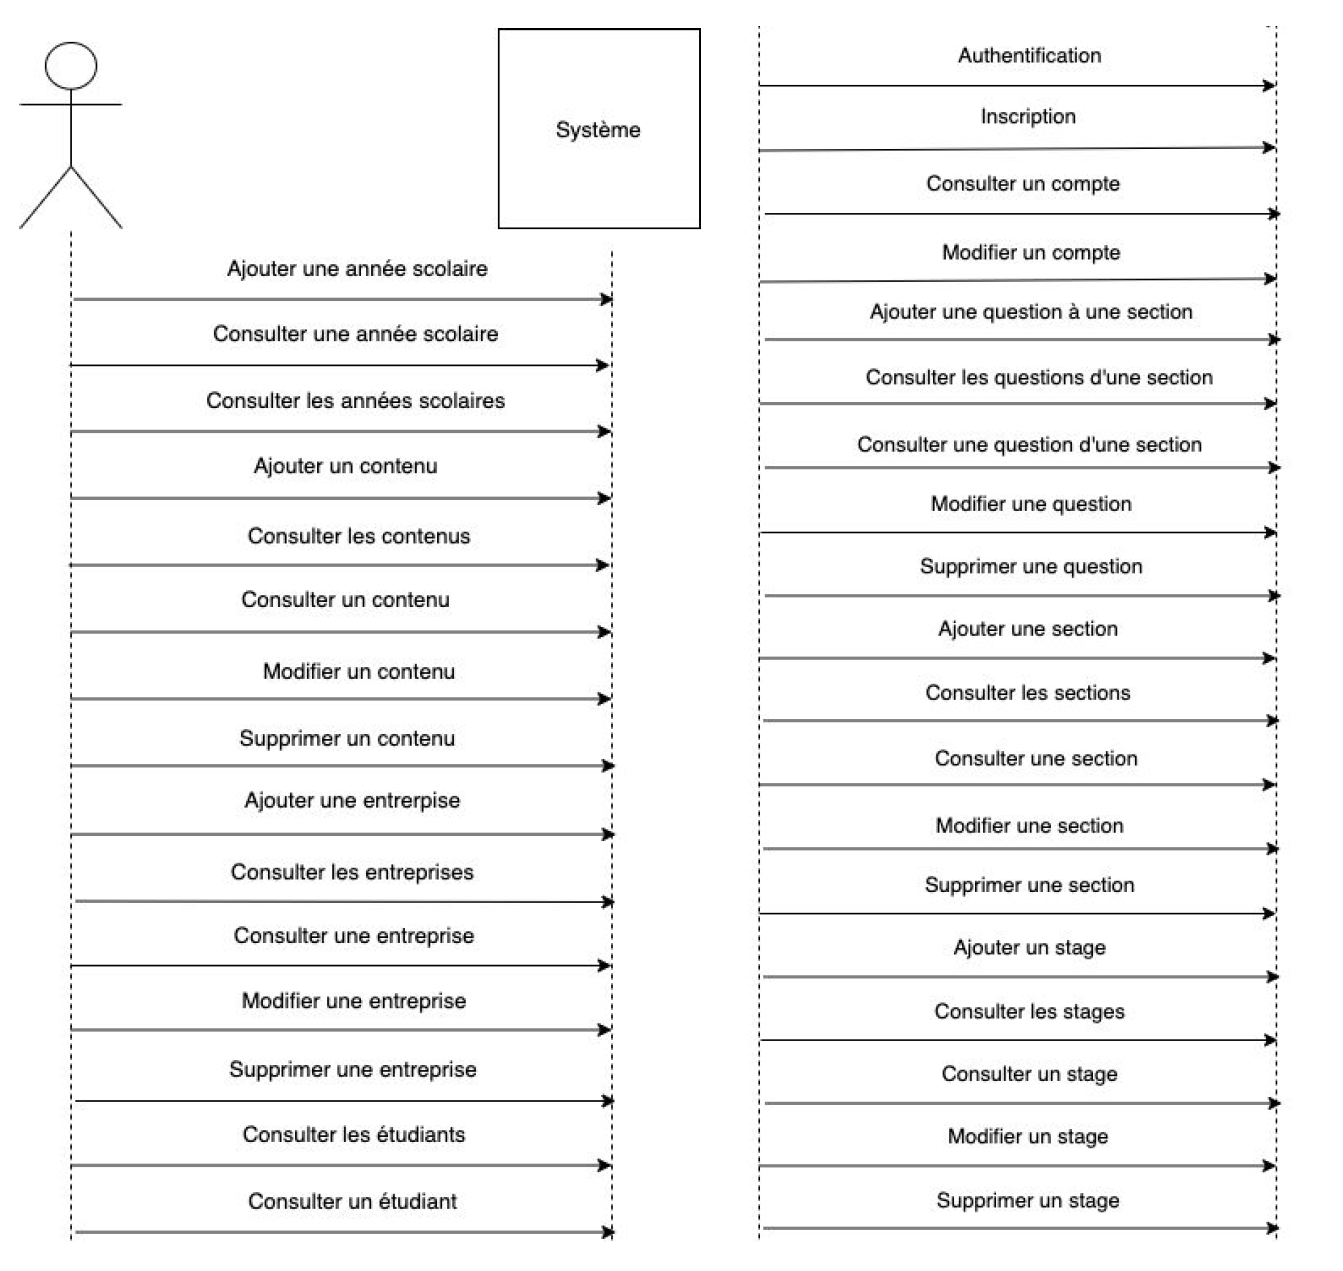 Système
Ajouter une année scolaire
Consulter une année scolaire
Consulter les années scolaires
Ajouter un contenu
Consulter les contenus
Consulter un contenu
Modifier un contenu
Supprimer un contenu
Ajouter une entrerpise
Consulter les entreprises
Consulter une entreprise
Modifier une entreprise
Supprimer une entreprise
Consulter les étudiants
Consulter un étudiant
Authentification
Inscription
Consulter un compte
Modifier un compte
Ajouter une question à une section
Consulter les questions d'une section
Consulter une question d'une section
Modifier une question
Supprimer une question
Ajouter une section
Consulter les sections
Consulter une section
Modifier une section
Supprimer une section
Ajouter un stage
Consulter les stages
Consulter un stage
Modifier un stage
Supprimer un stage